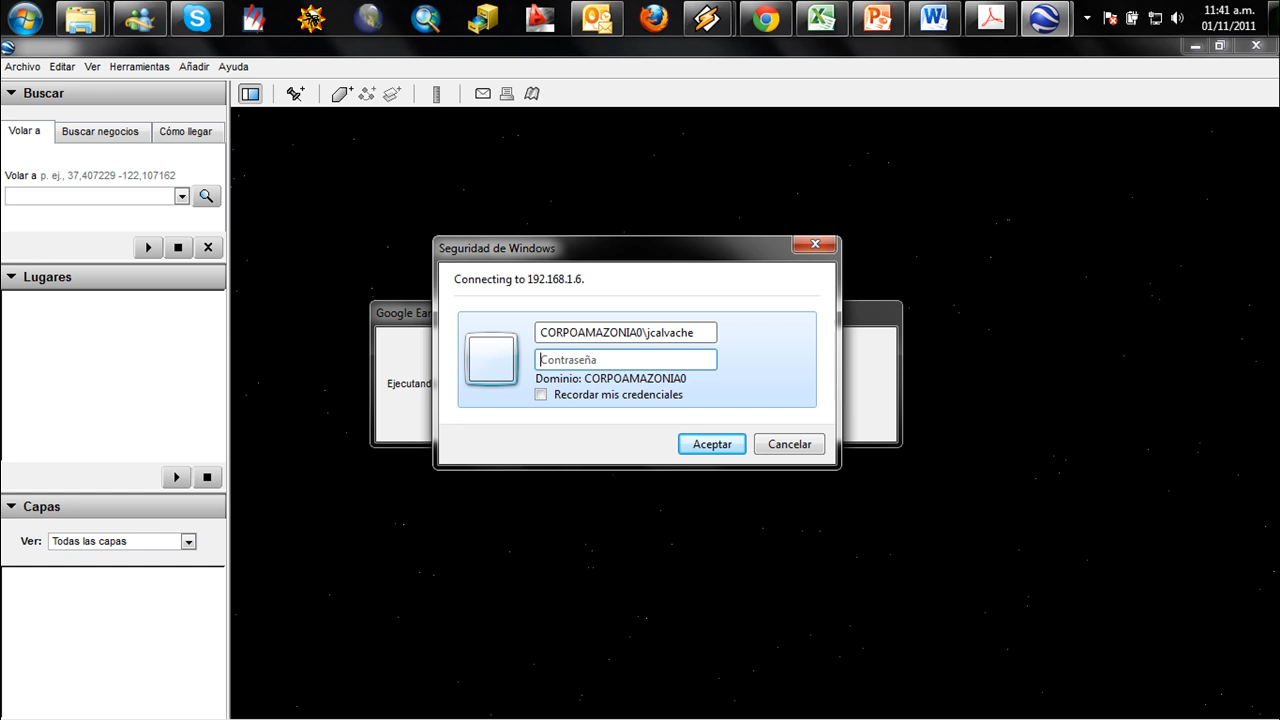 11:41 a.m.
01/11/2011
Archivo Editar Ver Herramientas Añadir Ayuda
Buscar
Volar a Buscar negocios Cómo llegar
Volar a p. ej., 37,407229 -122,107162
Lugares
Capas
Ver: Todas las capas
Google Ear
Ejecutand
Seguridad de Windows
Connecting to 192.168.1.6.
CORPOAMAZONIA0\jcalvache
Contraseña
Dominio: CORPOAMAZONIA0
Recordar mis credenciales
Aceptar Cancelar